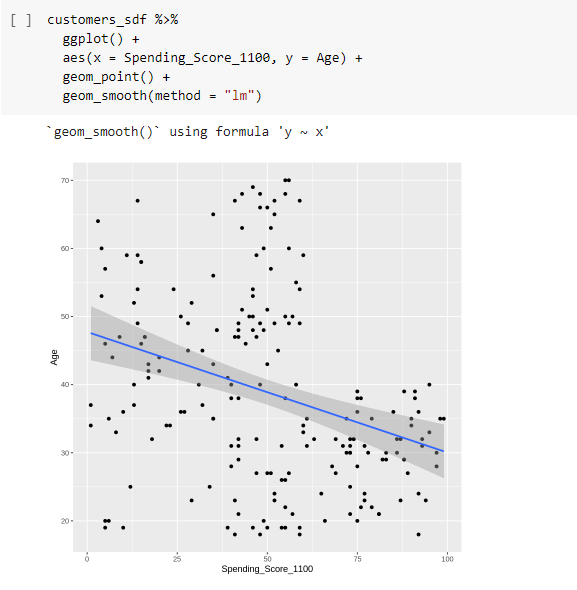 [ ] customers_sdf %>%
ggplot() +
aes(x = Spending_Score_1100, y = Age) +
geom_point() +
geom_smooth(method = "lm")
`geom_smooth()` using formula 'y ~ x'
70
60
50
Age
40
30
20
0 25 50 75 100
Spending_Score_1100